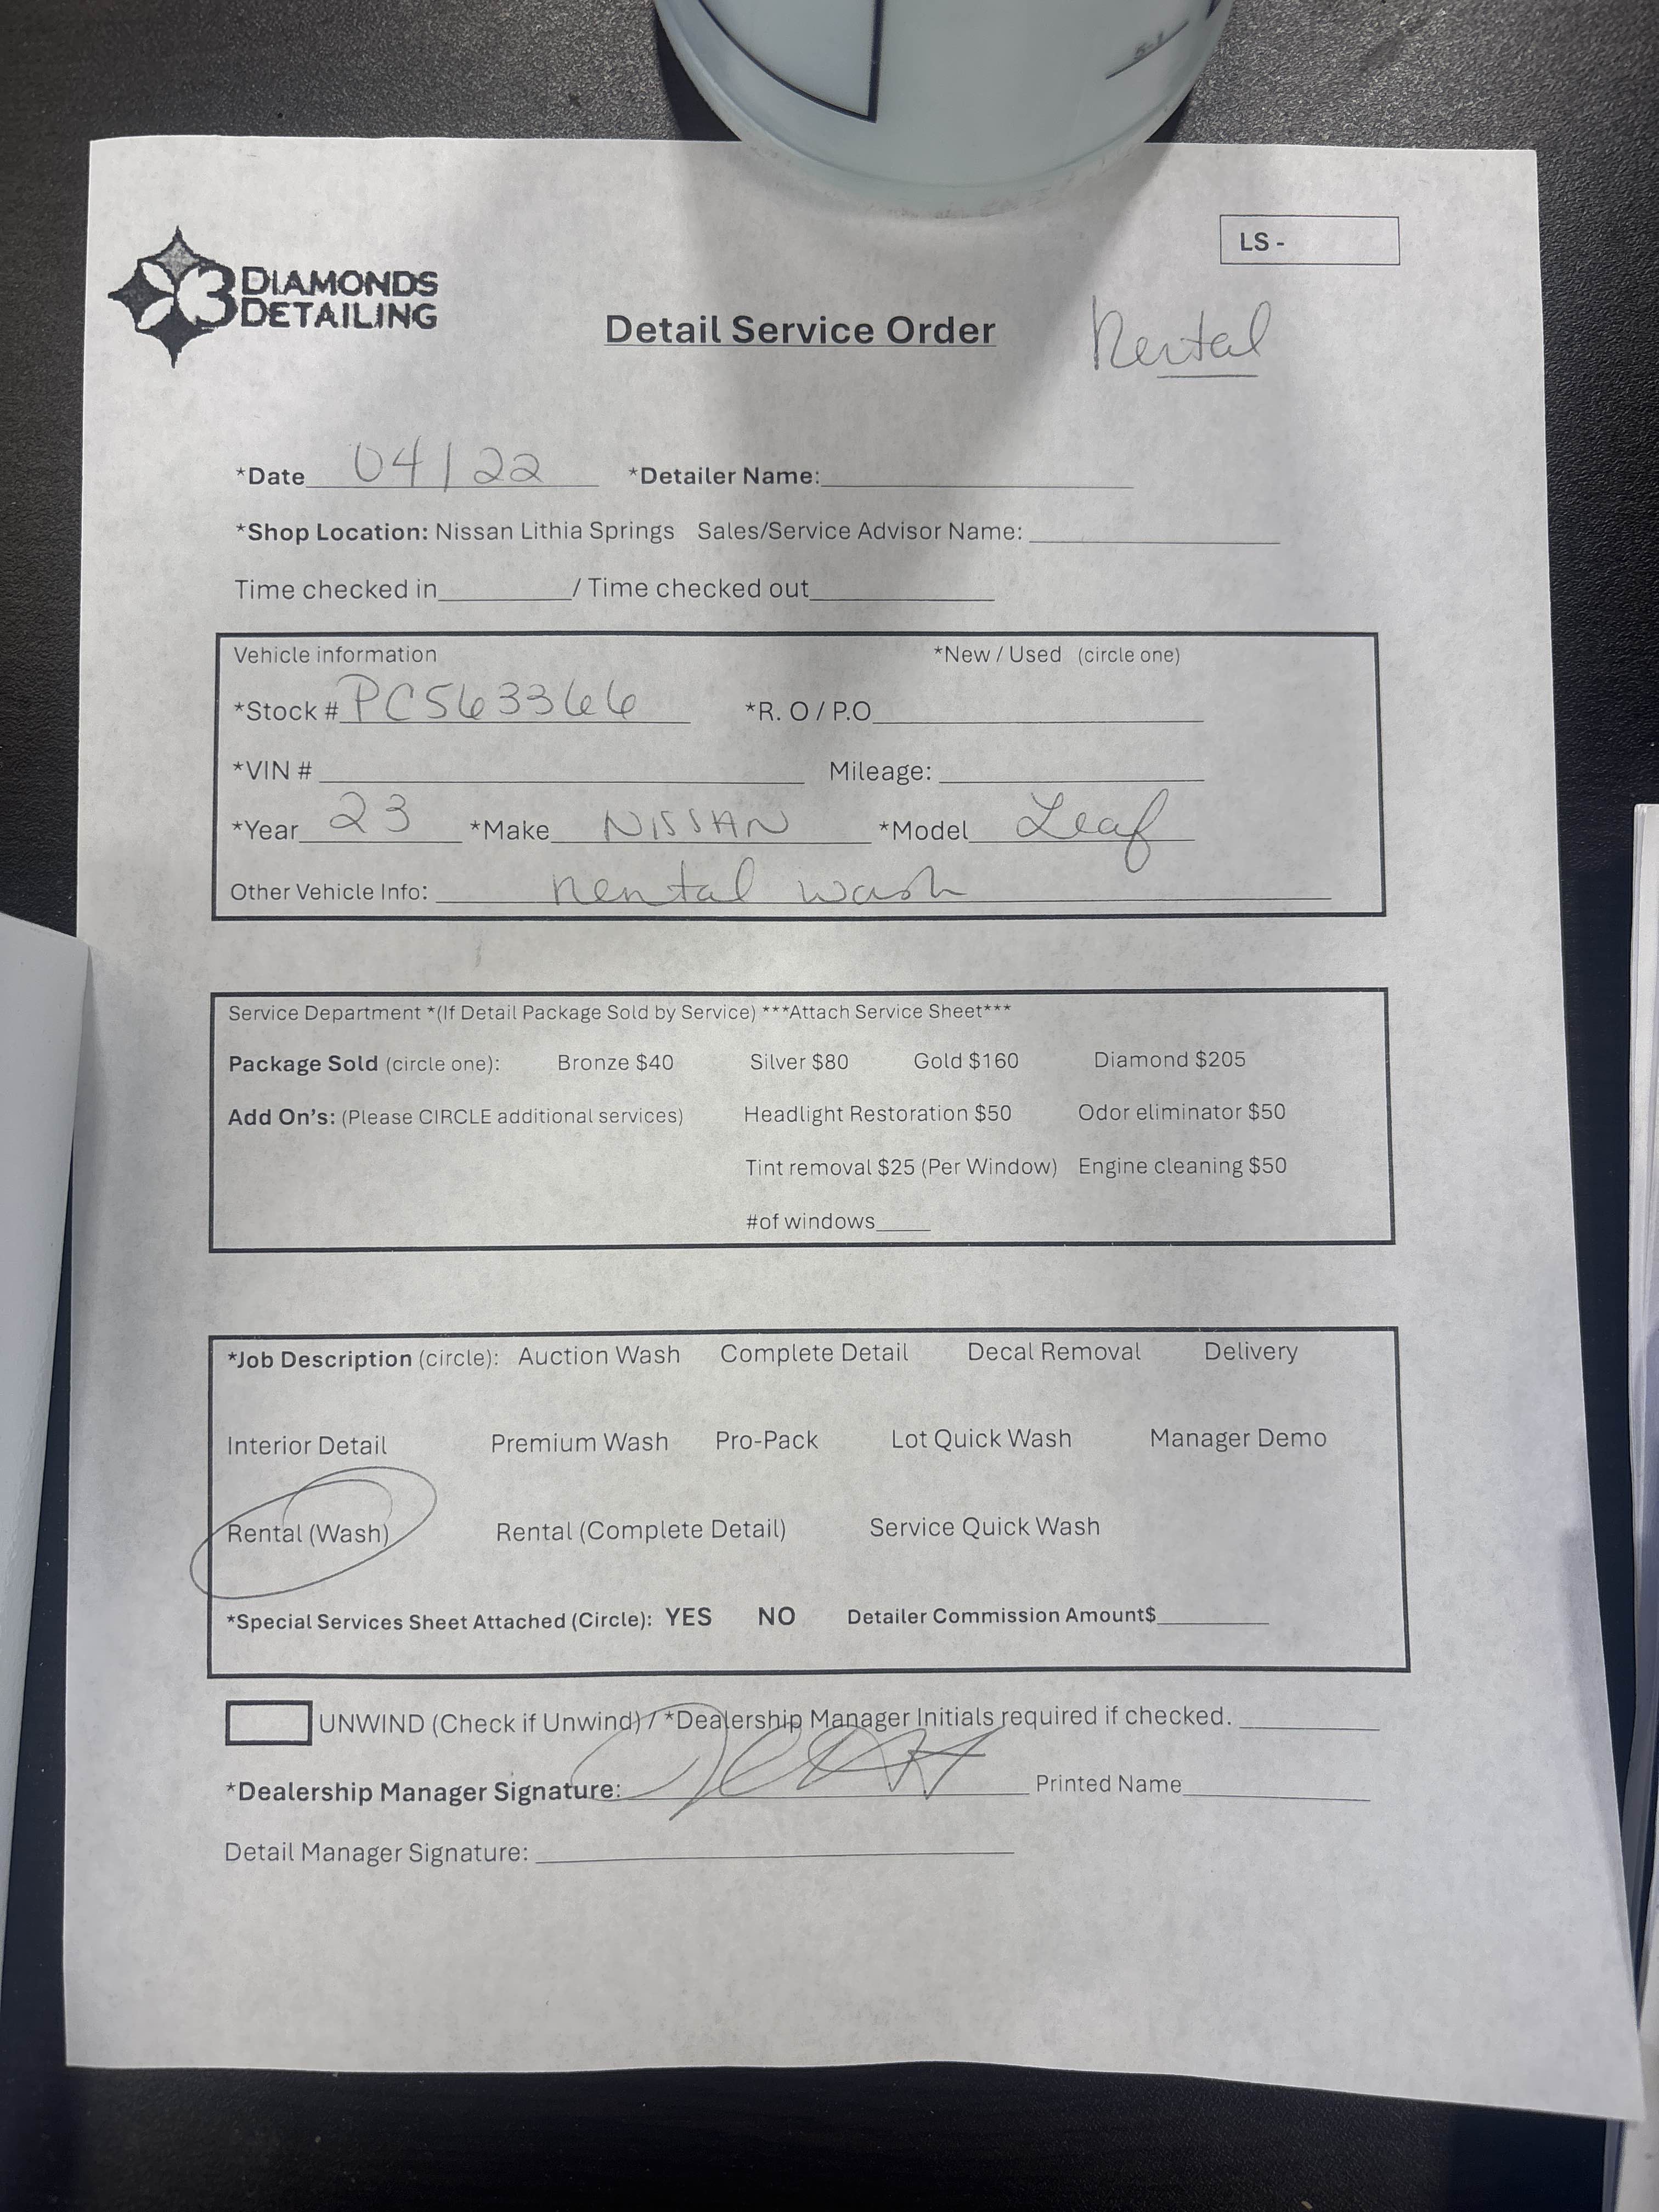 LS -
3 DIAMONDS
DETAILING
Detail Service Order
Rental
*Date 04/22 *Detailer Name:
*Shop Location: Nissan Lithia Springs Sales/Service Advisor Name:
Time checked in / Time checked out
Vehicle information *New / Used (circle one)
*Stock # PC563366 *R. O / P.O
*VIN # Mileage:
*Year 23 *Make NISSAN *Model Leaf
Other Vehicle Info: rental wash
Service Department *(If Detail Package Sold by Service) ***Attach Service Sheet***
Package Sold (circle one): Bronze $40 Silver $80 Gold $160 Diamond $205
Add On's: (Please CIRCLE additional services) Headlight Restoration $50 Odor eliminator $50
Tint removal $25 (Per Window) Engine cleaning $50
#of windows
*Job Description (circle): Auction Wash Complete Detail Decal Removal Delivery
Interior Detail Premium Wash Pro-Pack Lot Quick Wash Manager Demo
Rental (Wash) Rental (Complete Detail) Service Quick Wash
*Special Services Sheet Attached (Circle): YES NO Detailer Commission Amount$
UNWIND (Check if Unwind) / *Dealership Manager Initials required if checked.
*Dealership Manager Signature: Printed Name
Detail Manager Signature: